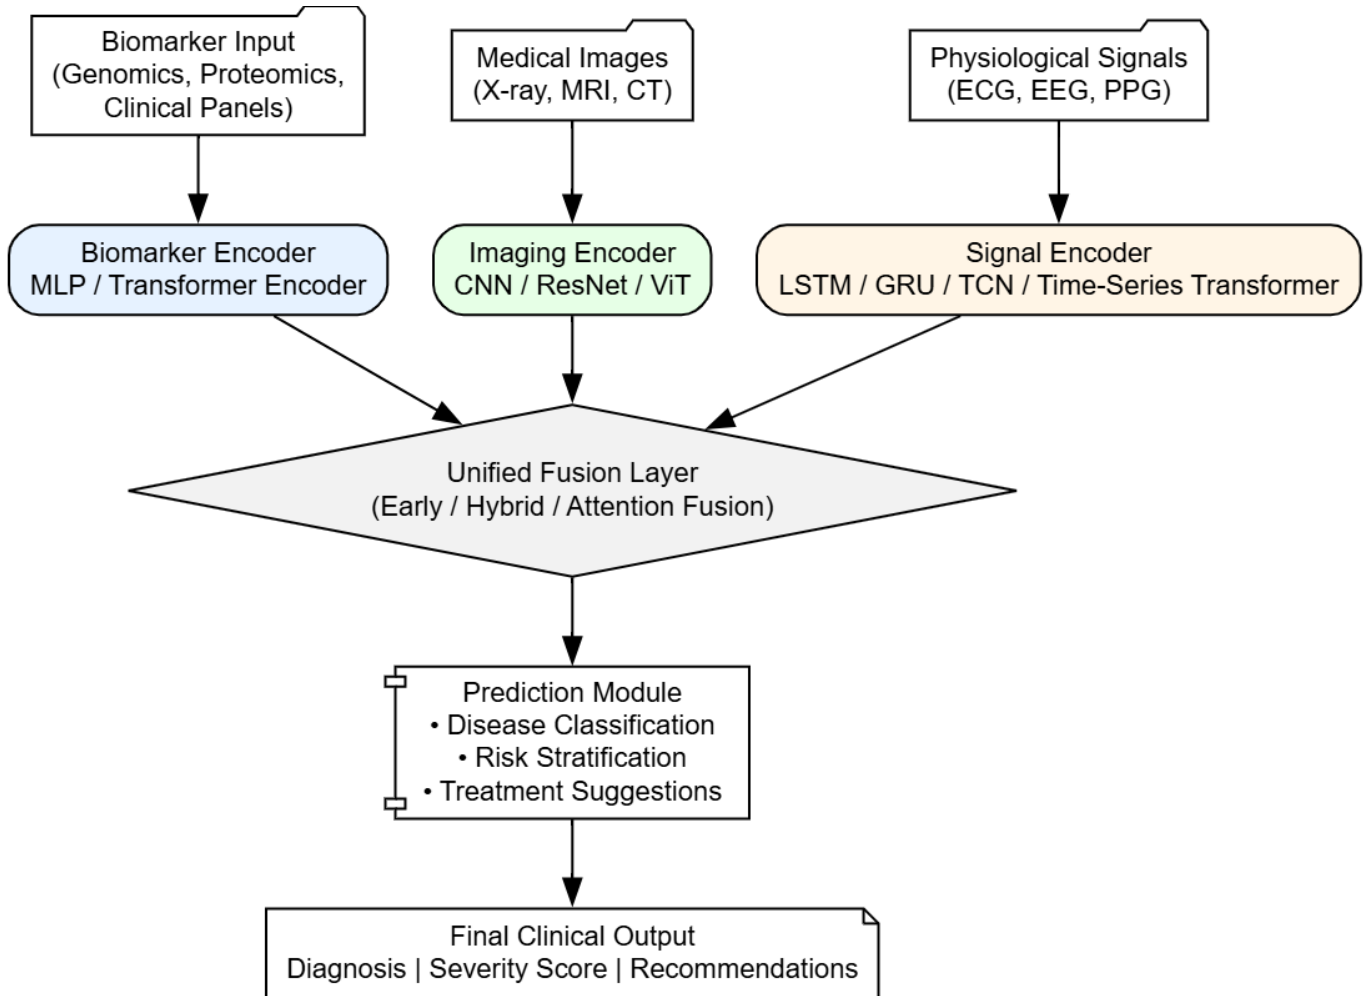 Biomarker Input
(Genomics, Proteomics,
Clinical Panels)
Medical Images
(X-ray, MRI, CT)
Physiological Signals
(ECG, EEG, PPG)
Biomarker Encoder
MLP / Transformer Encoder
Imaging Encoder
CNN / ResNet / ViT
Signal Encoder
LSTM / GRU / TCN / Time-Series Transformer
Unified Fusion Layer
(Early / Hybrid / Attention Fusion)
Prediction Module
• Disease Classification
• Risk Stratification
• Treatment Suggestions
Final Clinical Output
Diagnosis | Severity Score | Recommendations